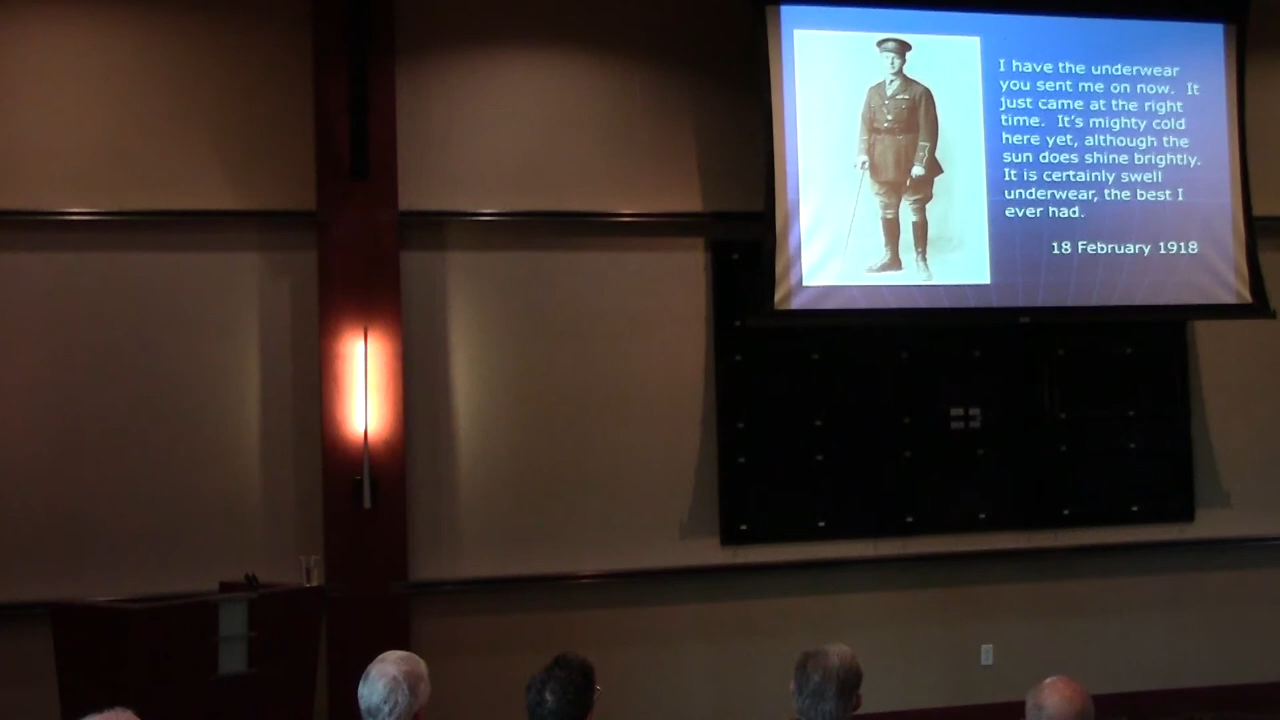 I have the underwear
you sent me on now. It
just came at the right
time. It's mighty cold
here yet, although the
sun does shine brightly.
It is certainly swell
underwear, the best I
ever had.
18 February 1918